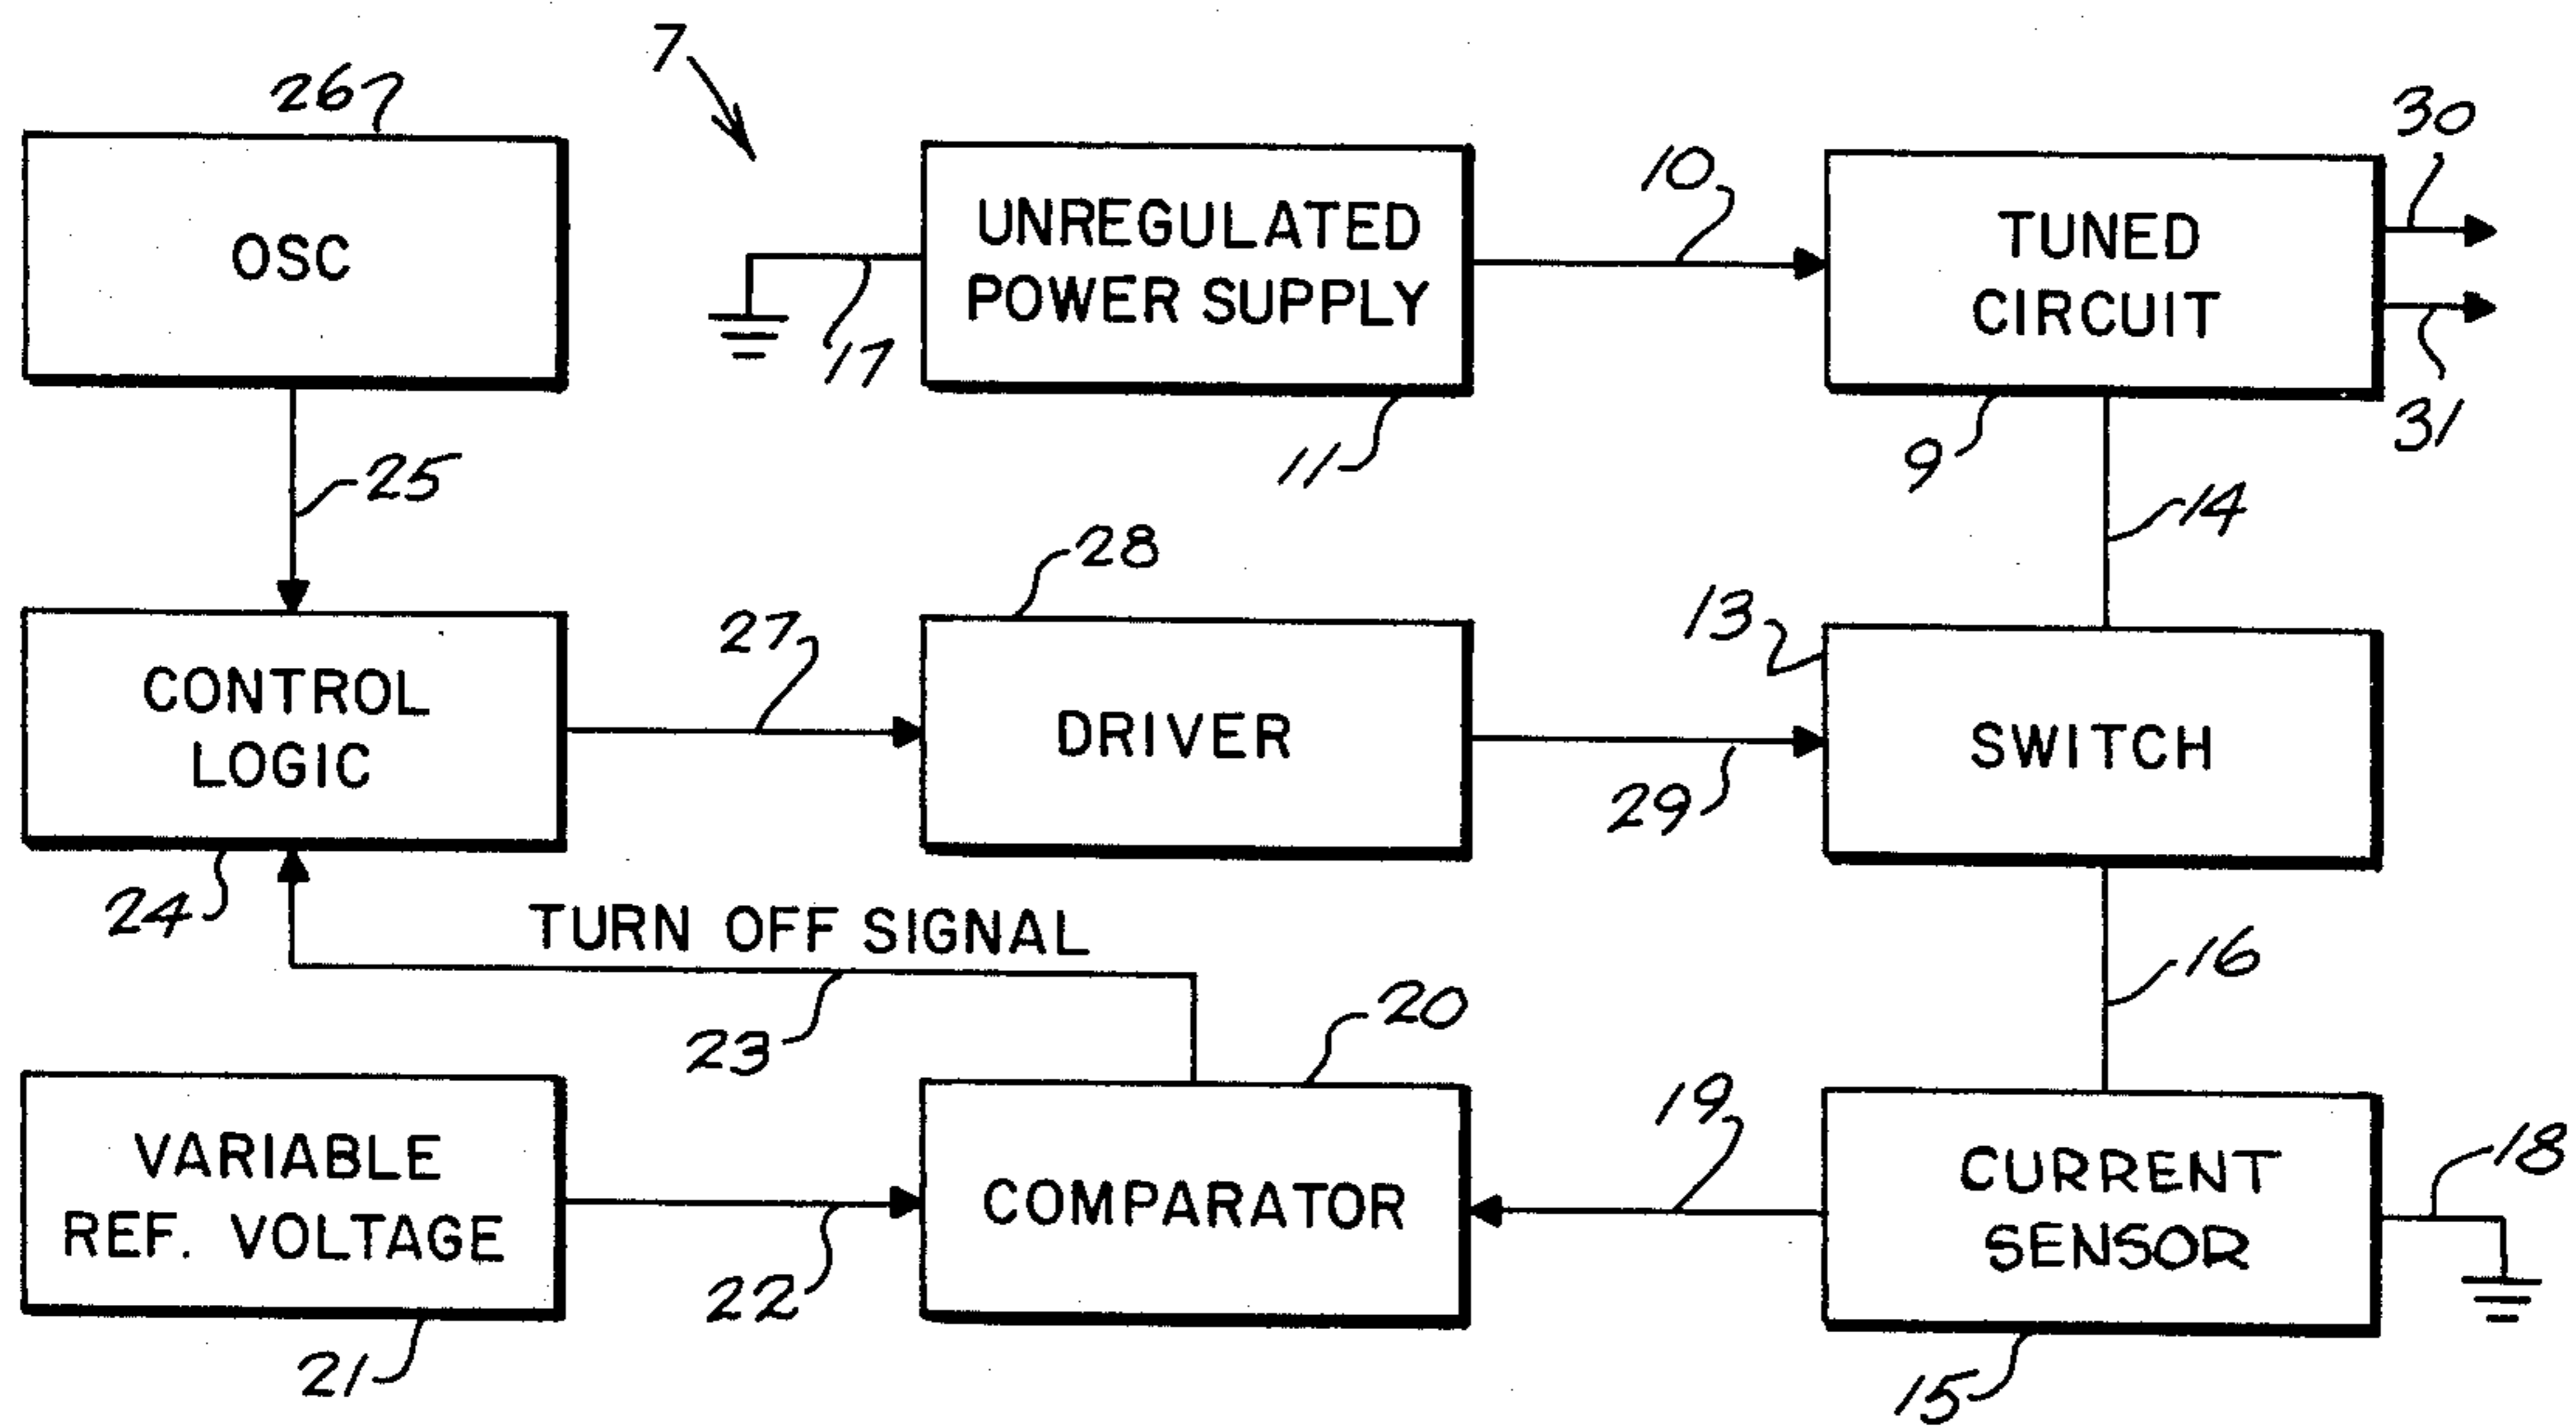 7
26
OSC
UNREGULATED
POWER SUPPLY
10
TUNED
CIRCUIT
30
31
17
11
9
25
14
28
13
27
CONTROL
LOGIC
DRIVER
SWITCH
29
24
TURN OFF SIGNAL
16
23
20
19
18
VARIABLE
REF. VOLTAGE
COMPARATOR
CURRENT
SENSOR
22
21
15